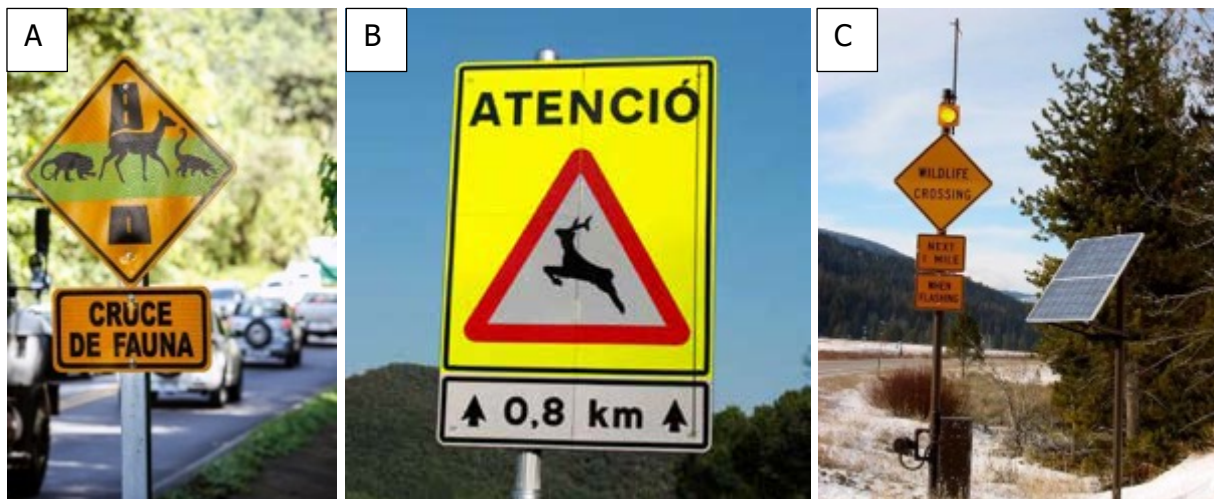 A
CRUCE
DE FAUNA
B
ATENCIÓ
0,8 km
C
WILDLIFE
CROSSING
NEXT
1 MILE
WHEN
FLASHING